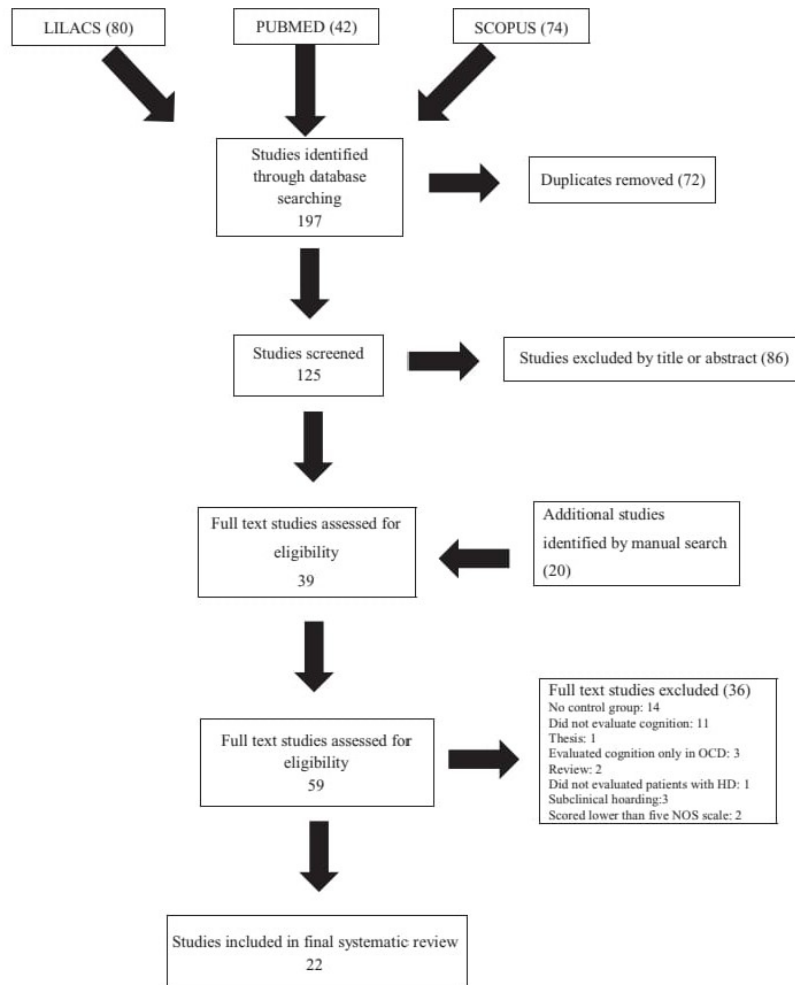 LILACS (80)
PUBMED (42)
SCOPUS (74)
Studies identified
through database
searching
197
Duplicates removed (72)
Studies screened
125
Studies excluded by title or abstract (86)
Full text studies assessed for
eligibility
39
Additional studies
identified by manual search
(20)
Full text studies assessed for
eligibility
59
Full text studies excluded (36)
No control group: 14
Did not evaluate cognition: 11
Thesis: 1
Evaluated cognition only in OCD: 3
Review: 2
Did not evaluated patients with HD: 1
Subclinical hoarding:3
Scored lower than five NOS scale: 2
Studies included in final systematic review
22